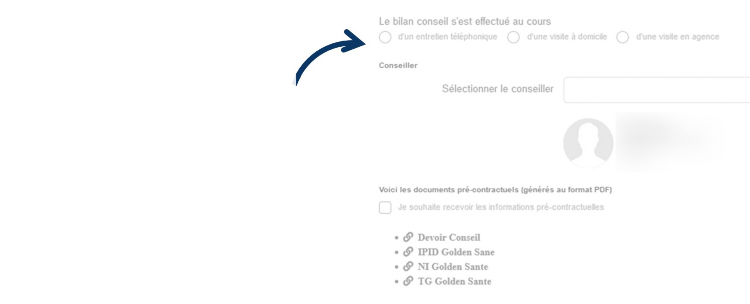 Le bilan conseil s'est effectué au cours
d'un entretien téléphonique d'une visite à domicile d'une visite en agence
Conseiller
Sélectionner le conseiller
Voici les documents pré-contractuels (générés au format PDF)
Je souhaite recevoir les informations pré-contractuelles
Devoir Conseil
IPID Golden Sane
NI Golden Sante
TG Golden Sante